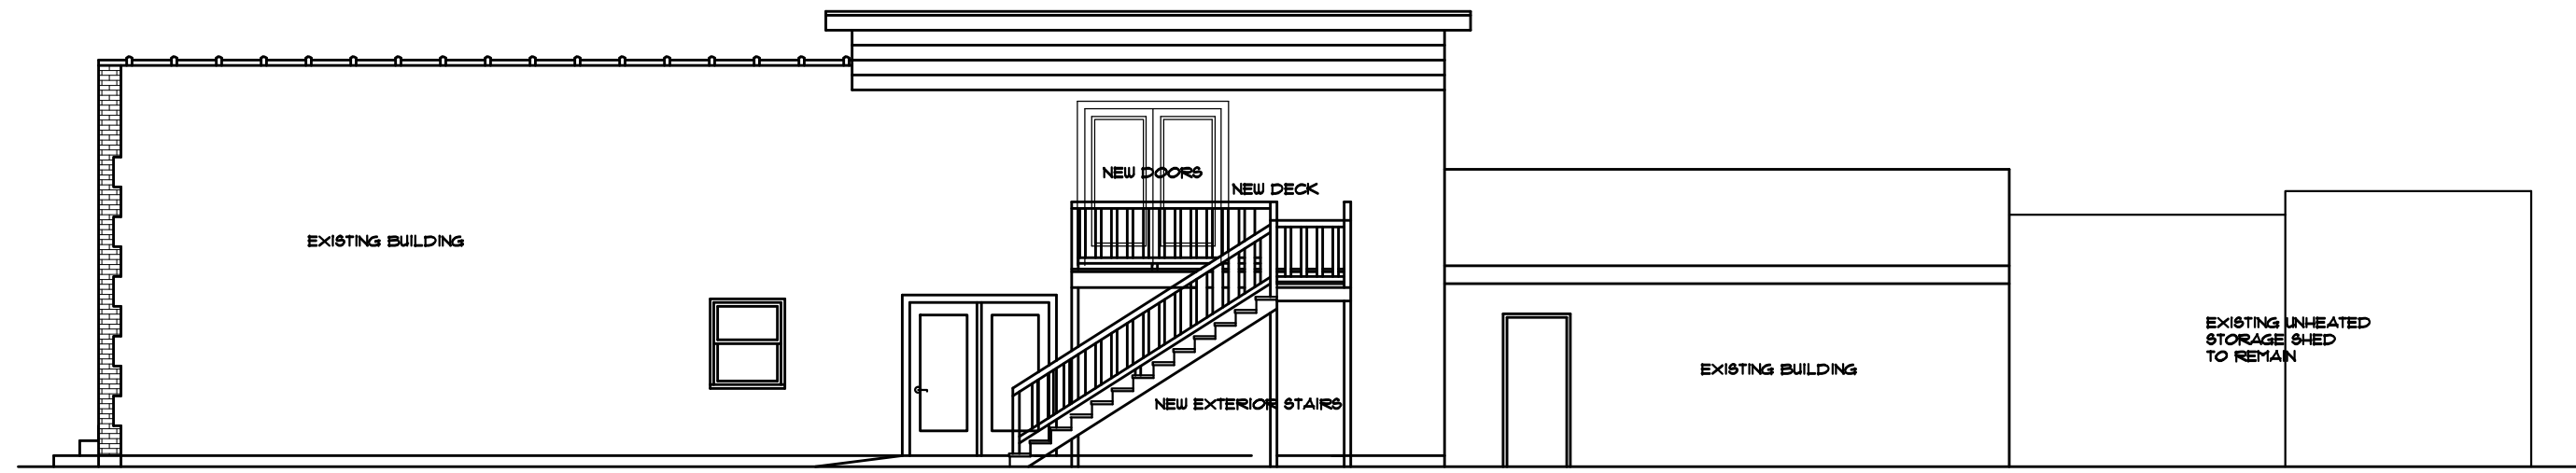 NEW DOORS
NEW DECK
EXISTING BUILDING
EXISTING UNHEATED
STORAGE SHED
TO REMAIN
EXISTING BUILDING
NEW EXTERIOR STAIRS